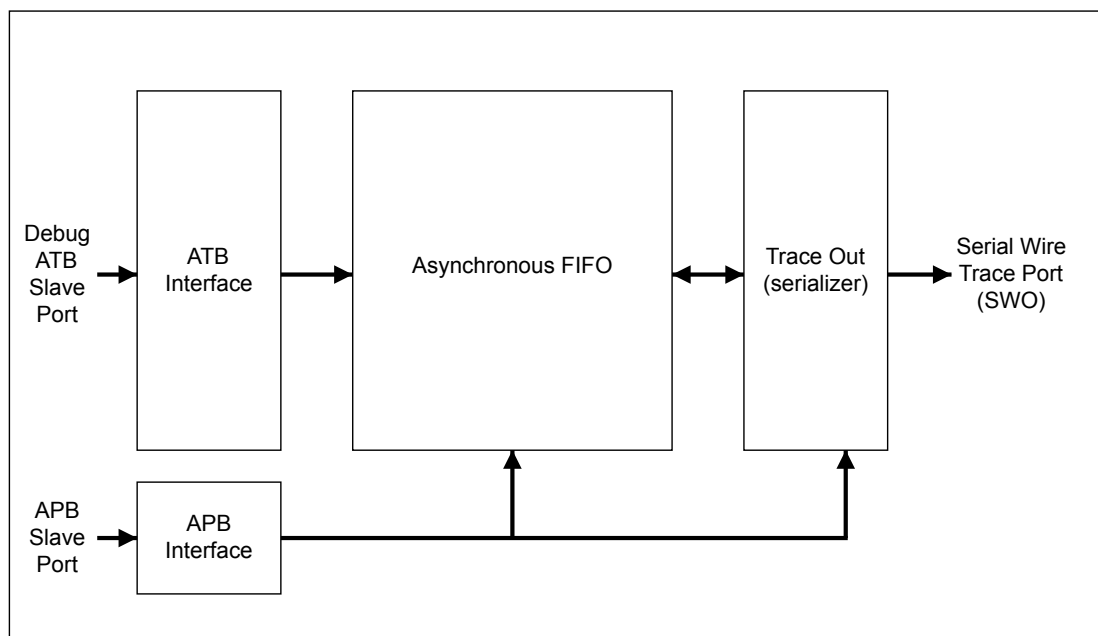 Debug
ATB
Slave
Port
ATB
Interface
Asynchronous FIFO
Trace Out
(serializer)
Serial Wire
Trace Port
(SWO)
APB
Slave
Port
APB
Interface